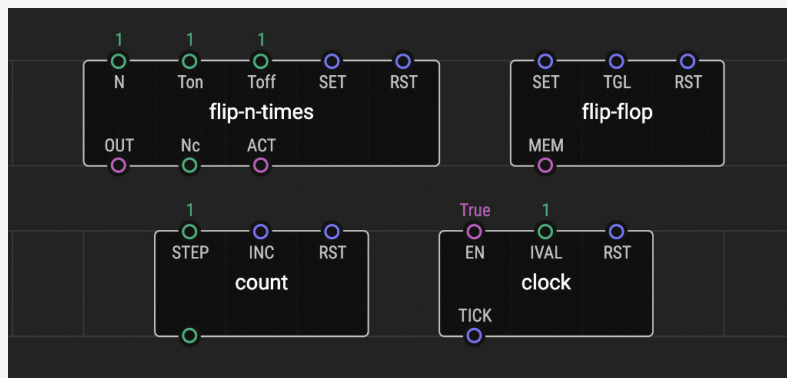 1 1 1
N Ton Toff SET RST
flip-n-times
OUT Nc ACT
SET TGL RST
flip-flop
MEM
1
STEP INC RST
count
True 1
EN IVAL RST
clock
TICK